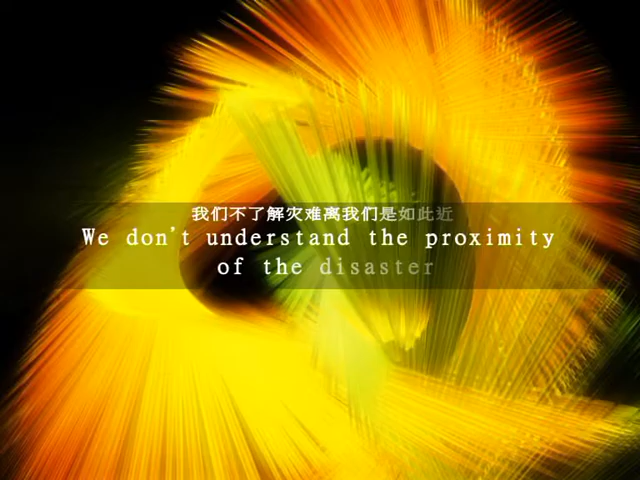 我们不了解灾难离我们是如此近
We don't understand the proximity
of the disaster